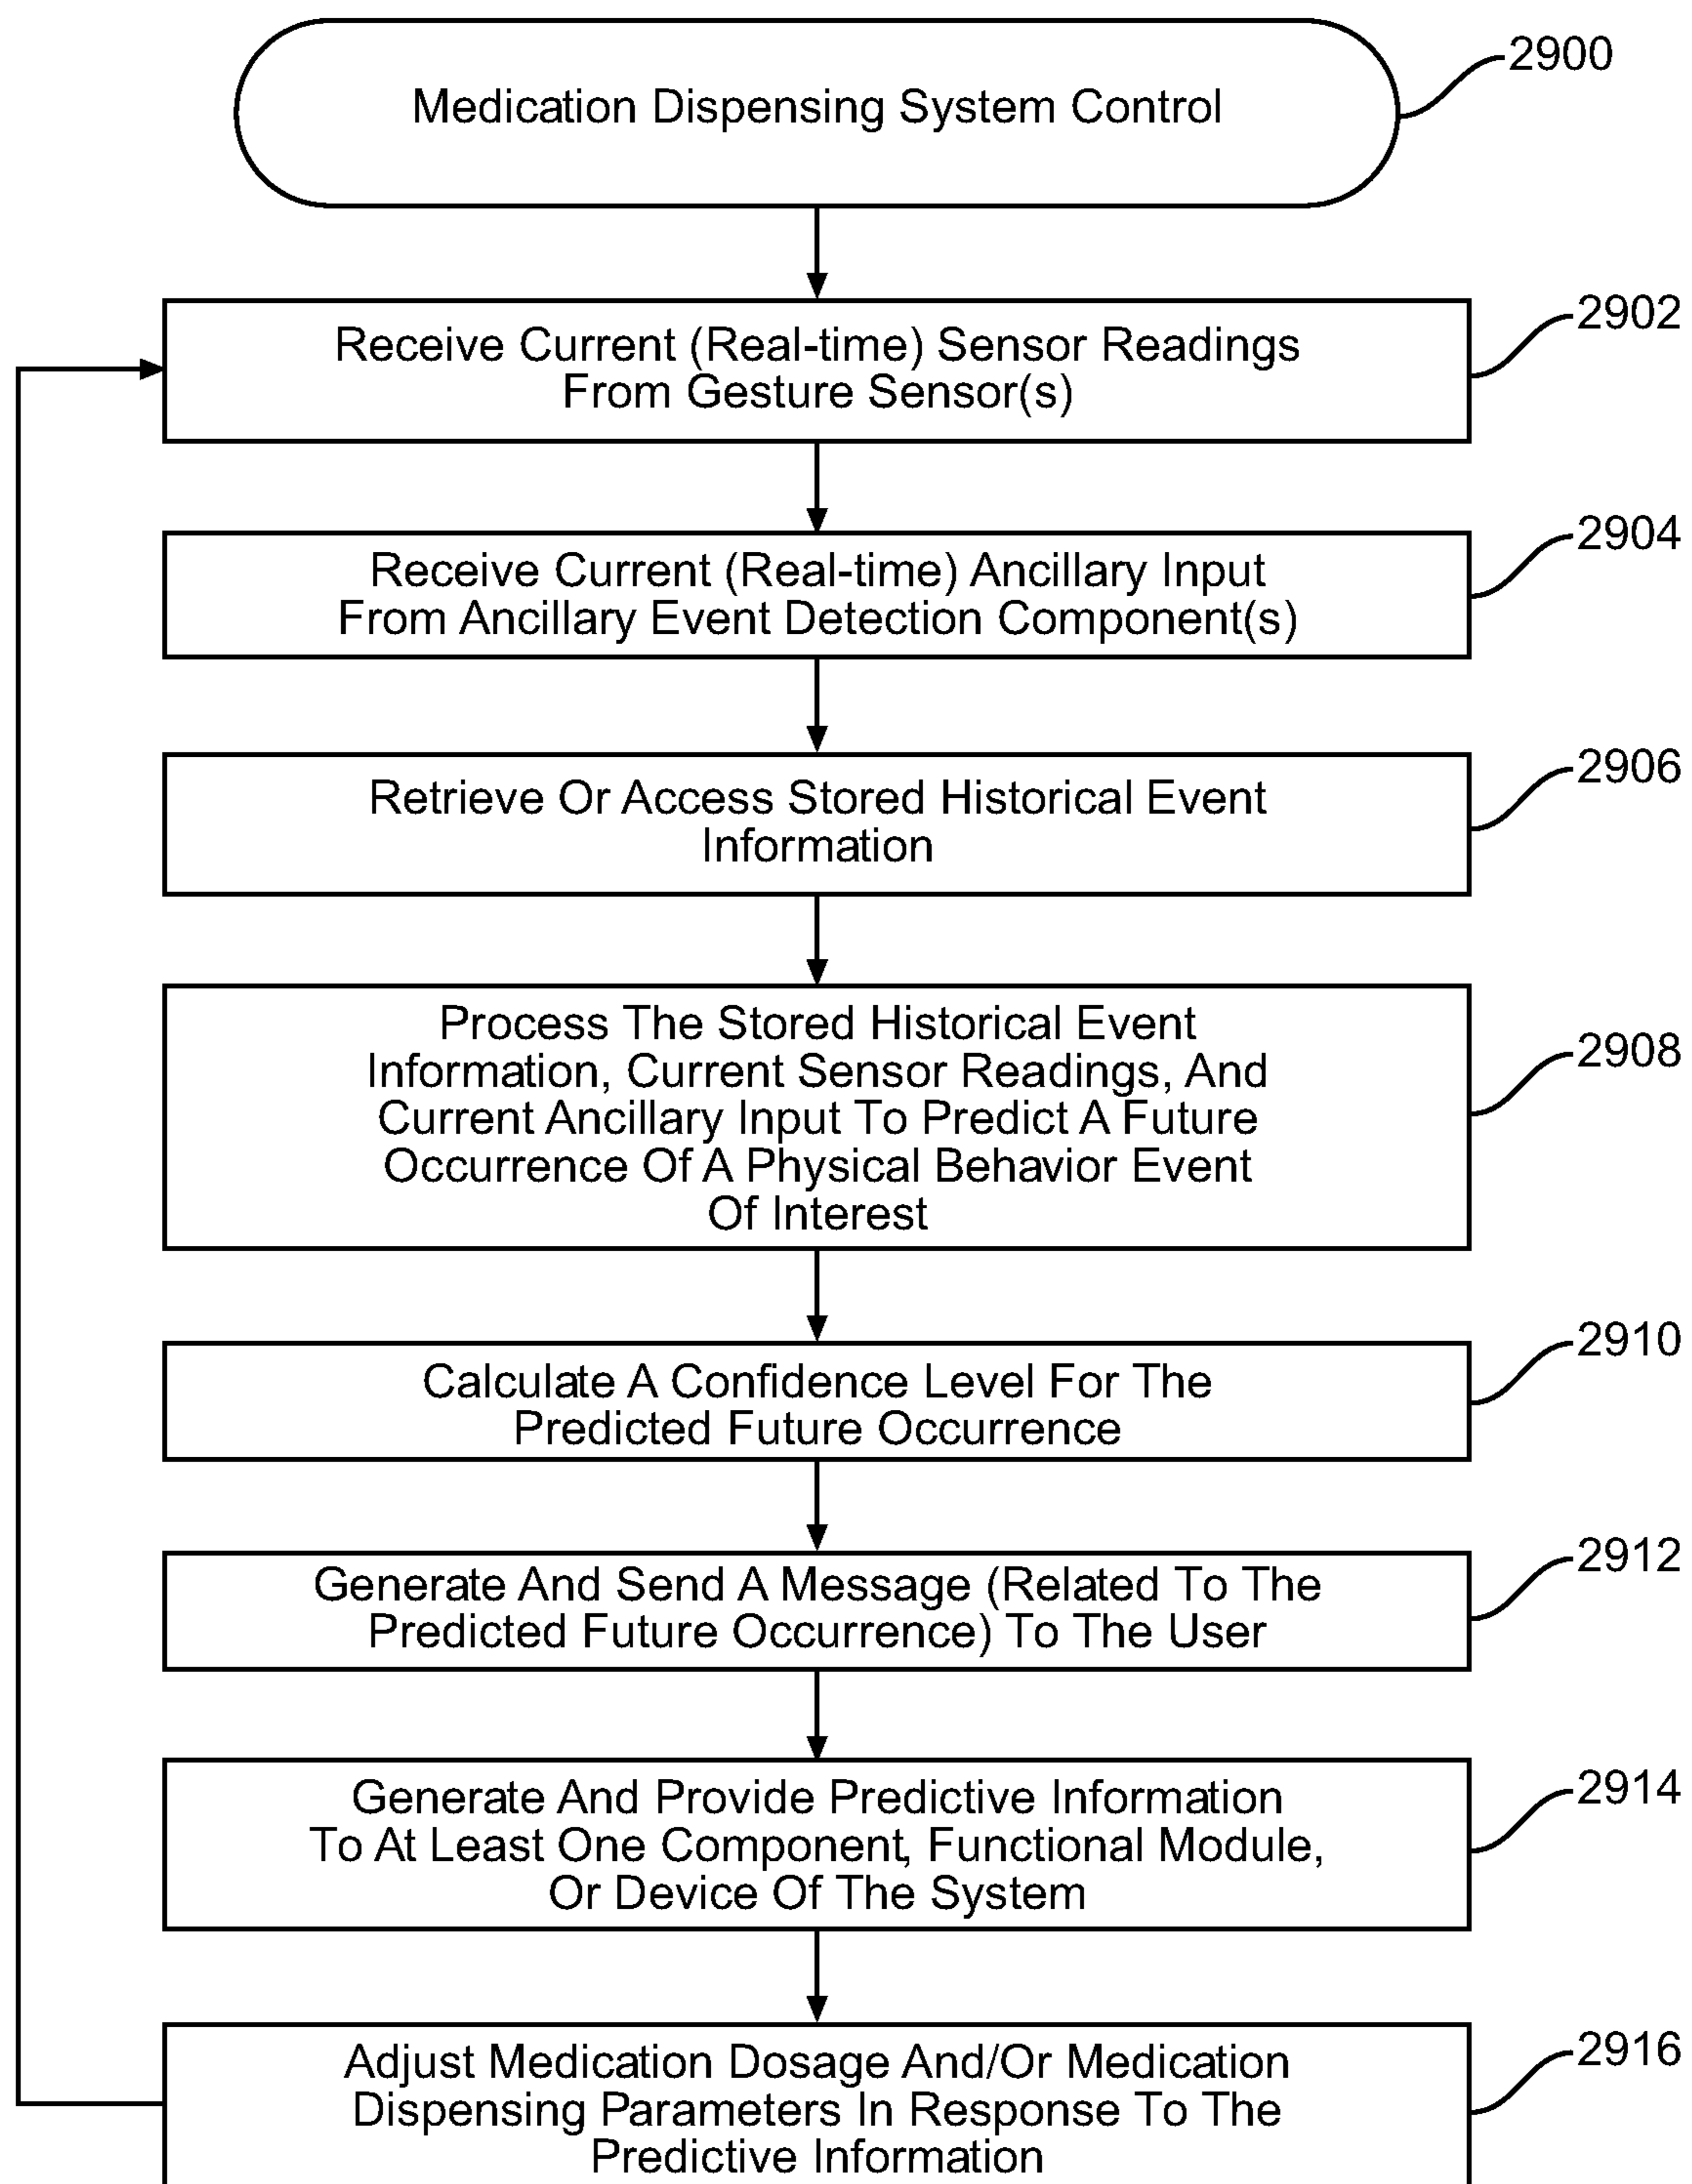 Medication Dispensing System Control
2900
Receive Current (Real-time) Sensor Readings
From Gesture Sensor(s)
2902
Receive Current (Real-time) Ancillary Input
From Ancillary Event Detection Component(s)
2904
Retrieve Or Access Stored Historical Event
Information
2906
Process The Stored Historical Event
Information, Current Sensor Readings, And
Current Ancillary Input To Predict A Future
Occurrence Of A Physical Behavior Event
Of Interest
2908
Calculate A Confidence Level For The
Predicted Future Occurrence
2910
Generate And Send A Message (Related To The
Predicted Future Occurrence) To The User
2912
Generate And Provide Predictive Information
To At Least One Component, Functional Module,
Or Device Of The System
2914
Adjust Medication Dosage And/Or Medication
Dispensing Parameters In Response To The
Predictive Information
2916